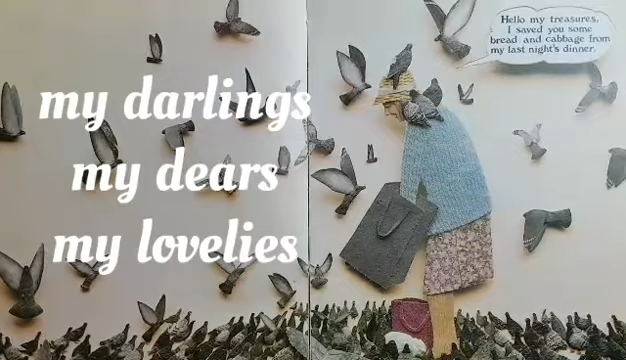 my darlings
my dears
my lovelies
Hello my treasures,
I saved you some
bread and cabbage from
my last night's dinner.